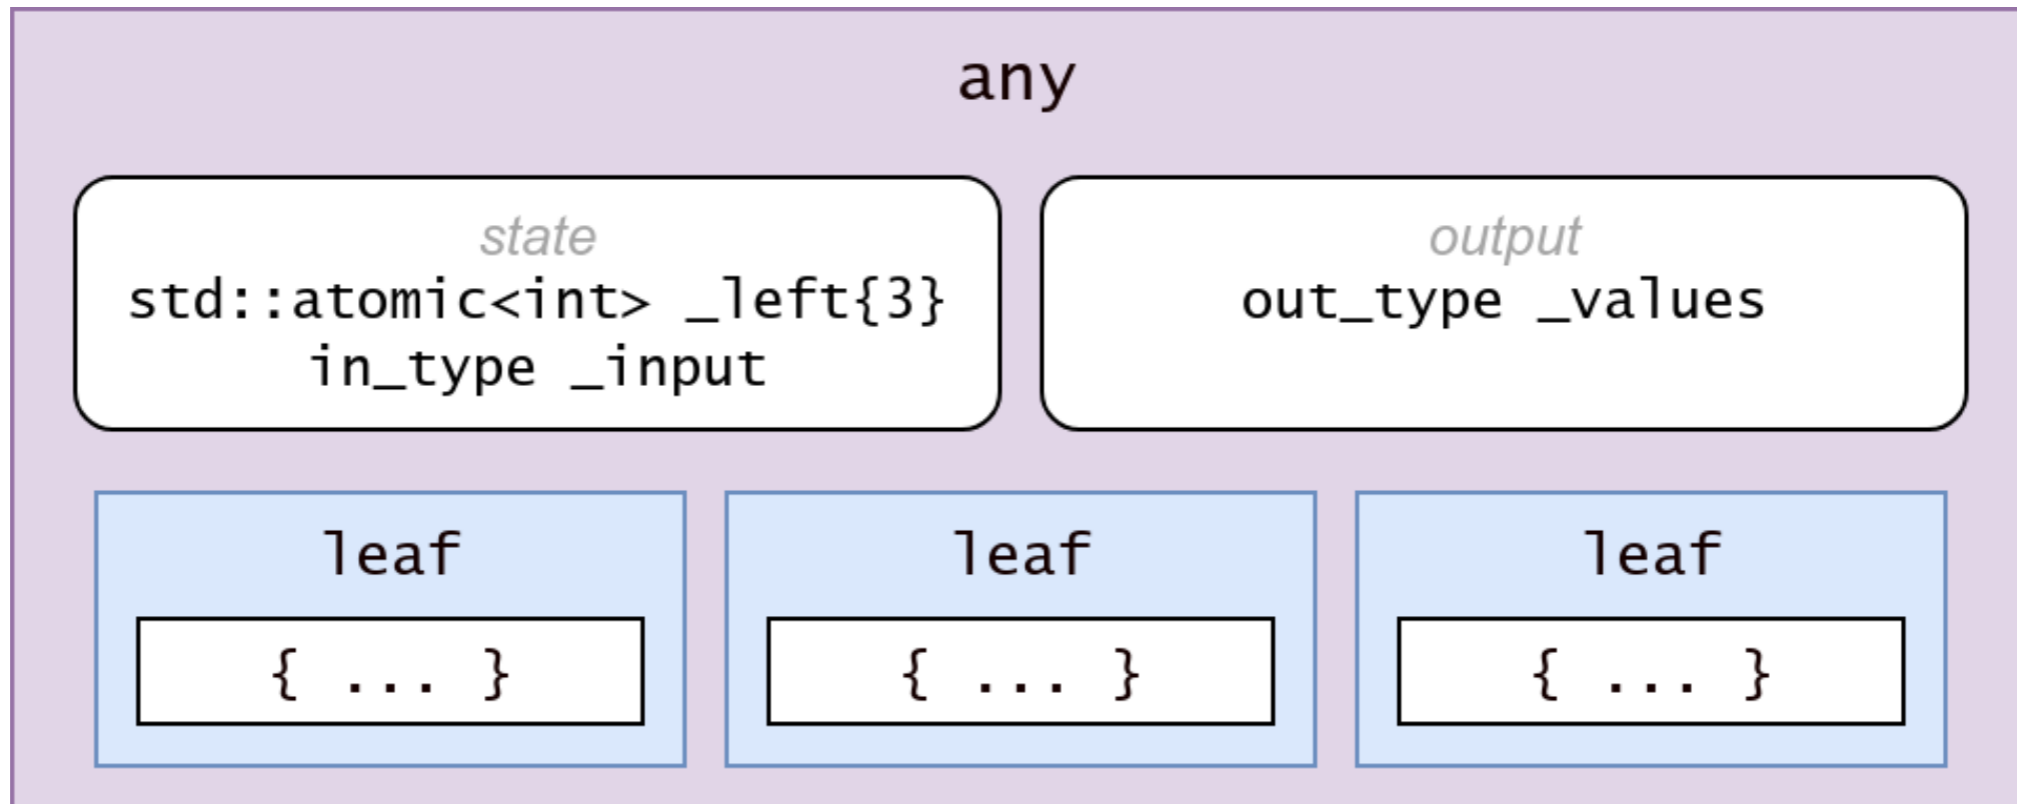 any
state
std::atomic<int> _left{3}
in_type _input
output
out_type _values
leaf
{ ... }
leaf
{ ... }
leaf
{ ... }